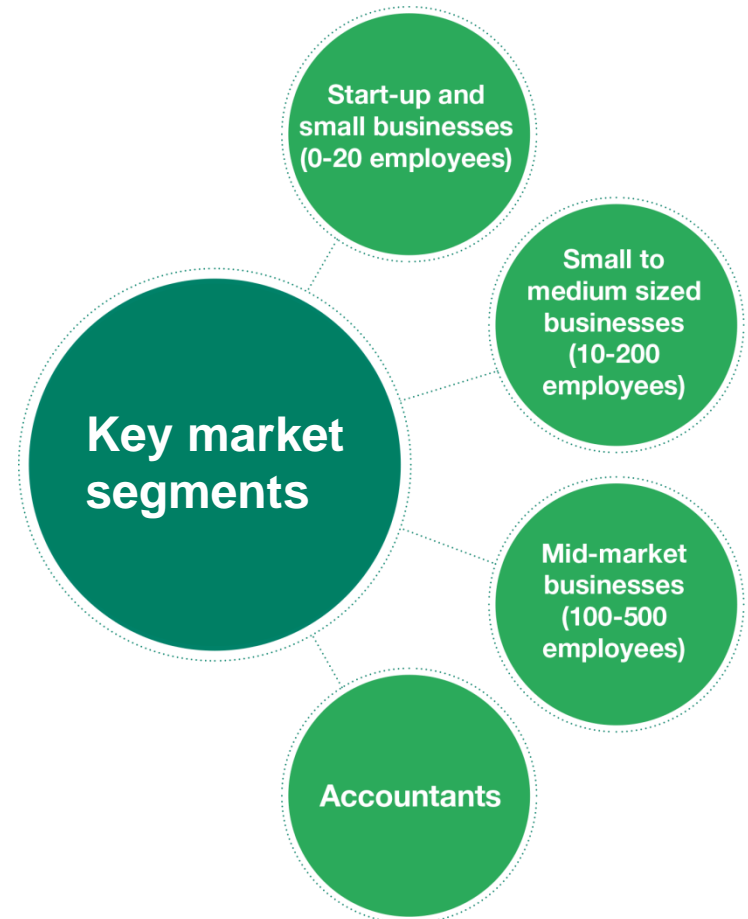 Start-up and
small businesses
(0-20 employees)
Small to
medium sized
businesses
(10-200
employees)
Key market
segments
Mid-market
businesses
(100-500
employees)
Accountants